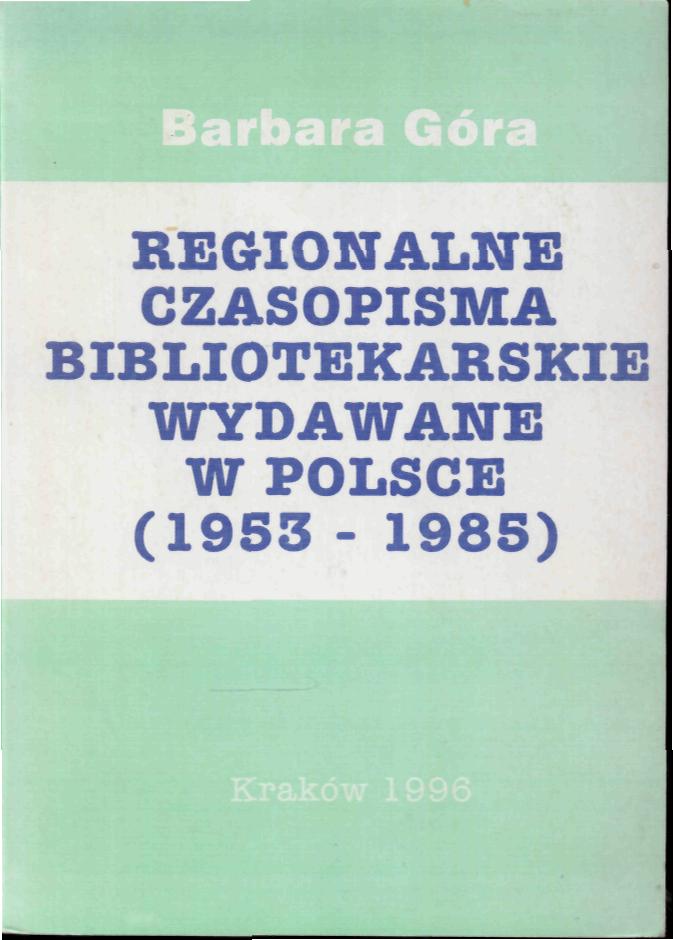 Barbara Góra
REGIONALNE
CZASOPISMA
BIBLIOTEKARSKIE
WYDAWANE
W POLSCE
(1953 - 1985)
Kraków 1996